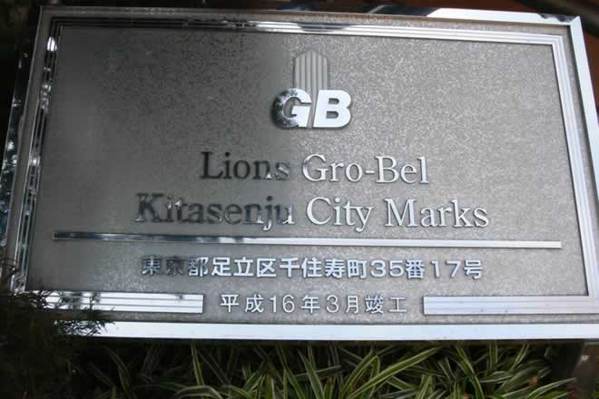 GB
Lions Gro-Bel
Kitasenju City Marks
東京都足立区千住寿町35番17号
平成16年3月竣工